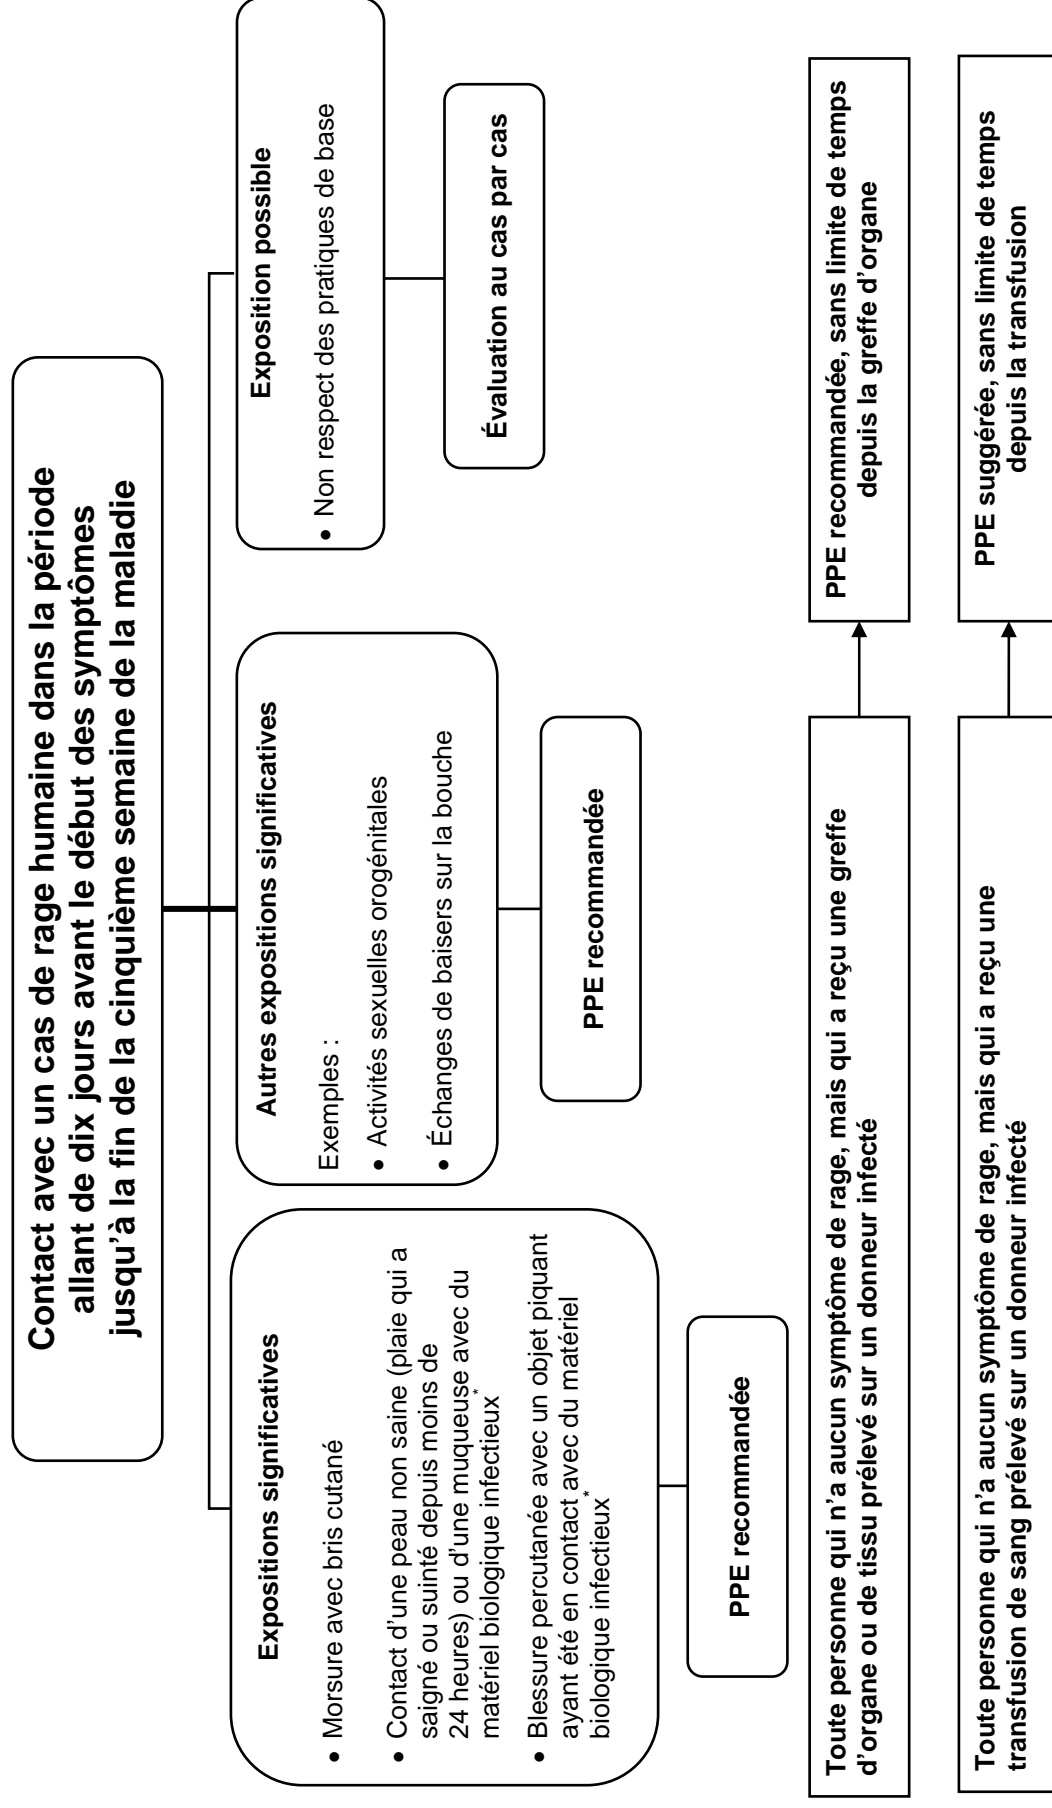 Contact avec un cas de rage humaine dans la période
allant de dix jours avant le début des symptômes
jusqu'à la fin de la cinquième semaine de la maladie
Expositions significatives
• Morsure avec bris cutané
• Contact d'une peau non saine (plaie qui a
saigné ou suinté depuis moins de
24 heures) ou d'une muqueuse avec du
matériel biologique infectieux*
• Blessure percutanée avec un objet piquant
ayant été en contact avec du matériel
biologique infectieux*
PPE recommandée
Autres expositions significatives
Exemples :
• Activités sexuelles orogénitales
• Échanges de baisers sur la bouche
PPE recommandée
Exposition possible
• Non respect des pratiques de base
Évaluation au cas par cas
Toute personne qui n'a aucun symptôme de rage, mais qui a reçu une greffe
d'organe ou de tissu prélevé sur un donneur infecté
PPE recommandée, sans limite de temps
depuis la greffe d'organe
Toute personne qui n'a aucun symptôme de rage, mais qui a reçu une
transfusion de sang prélevé sur un donneur infecté
PPE suggérée, sans limite de temps
depuis la transfusion